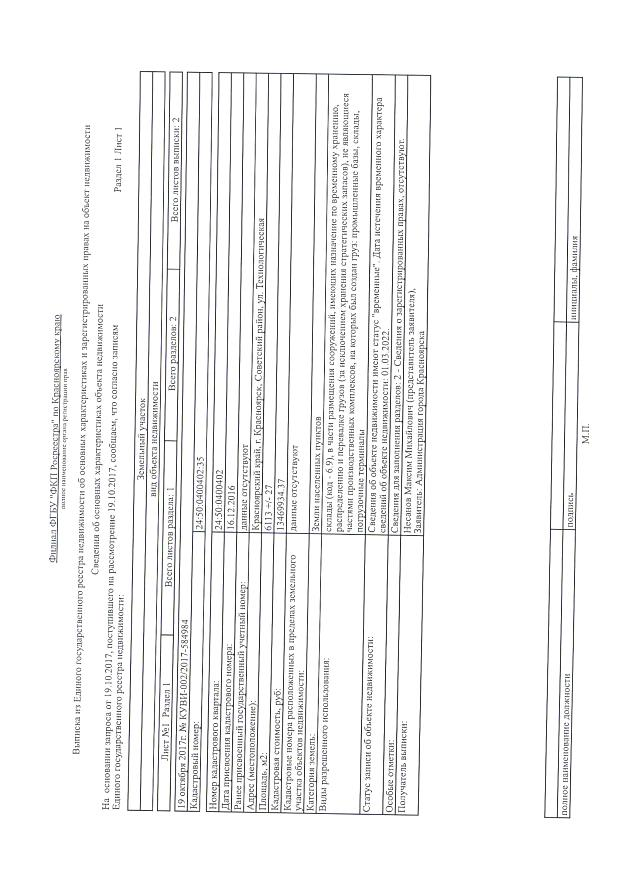 Филиал ФГБУ "ФКП Росреестра" по Красноярскому краю
полное наименование органа регистрации прав
Выписка из Единого государственного реестра недвижимости об основных характеристиках и зарегистрированных правах на объект недвижимости
Сведения об основных характеристиках объекта недвижимости
На основании запроса от 19.10.2017, поступившего на рассмотрение 19.10.2017, сообщаем, что согласно записям
Единого государственного реестра недвижимости:
Раздел 1 Лист 1
Земельный участок
вид объекта недвижимости
Лист №1 Раздел 1 Всего листов раздела: 1 Всего разделов: 2 Всего листов выписки: 2
19 октября 2017г. № КУВИ-002/2017-584984
Кадастровый номер: 24:50:0400402:35
Номер кадастрового квартала: 24:50:0400402
Дата присвоения кадастрового номера: 16.12.2016
Ранее присвоенный государственный учетный номер: данные отсутствуют
Адрес (местоположение): Красноярский край, г. Красноярск, Советский район, ул. Технологическая
Площадь, м2: 6113 +/- 27
Кадастровая стоимость, руб: 13469934.37
Кадастровые номера расположенных в пределах земельного
участка объектов недвижимости: данные отсутствуют
Категория земель: Земли населенных пунктов
Виды разрешенного использования: склады (код - 6.9), в части размещения сооружений, имеющих назначение по временному хранению,
распределению и перевалке грузов (за исключением хранения стратегических запасов), не являющиеся
частями производственных комплексов, на которых был создан груз: промышленные базы, склады,
погрузочные терминалы
Статус записи об объекте недвижимости: Сведения об объекте недвижимости имеют статус "временные". Дата истечения временного характера
сведений об объекте недвижимости: 01.03.2022.
Особые отметки: Сведения для заполнения разделов: 2 - Сведения о зарегистрированных правах, отсутствуют.
Получатель выписки: Несанов Максим Михайлович (представитель заявителя),
Заявитель: Администрация города Красноярска
полное наименование должности подпись инициалы, фамилия
М.П.